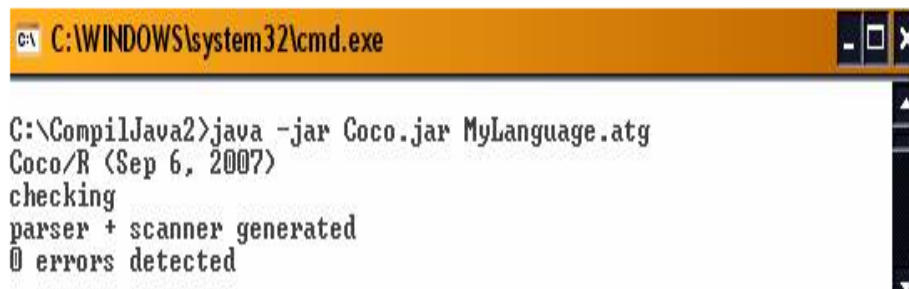 C:\WINDOWS\system32\cmd.exe
C:\CompilJava2>java -jar Coco.jar MyLanguage.atg
Coco/R (Sep 6, 2007)
checking
parser + scanner generated
0 errors detected